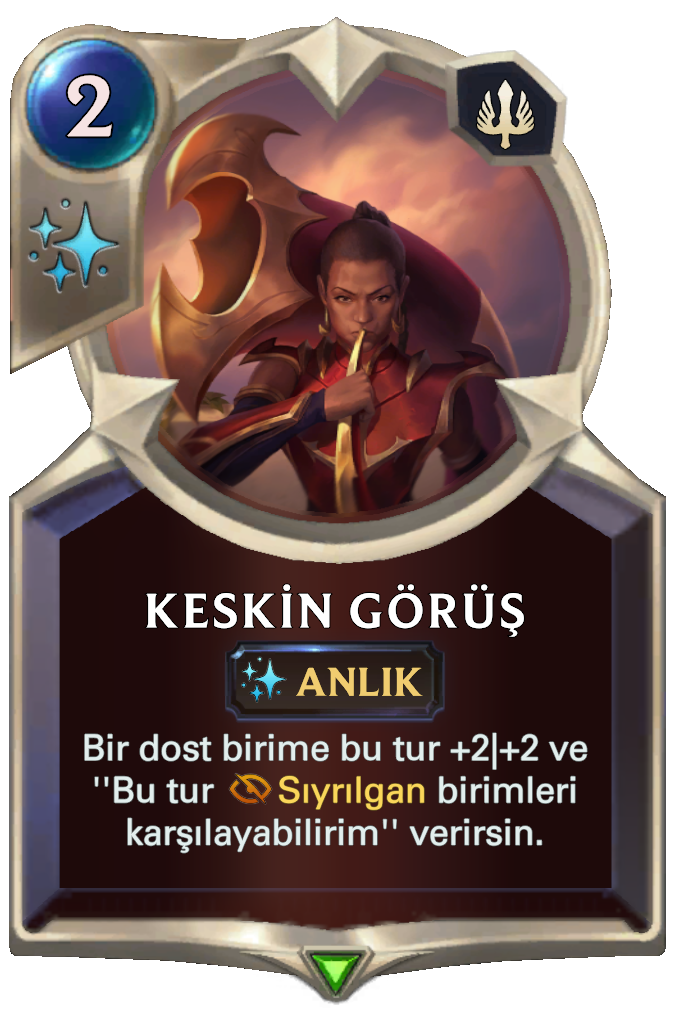 2
KESKİN GÖRÜŞ
ANLIK
Bir dost birime bu tur +2|+2 ve
''Bu tur Sıyrılgan birimleri
karşılayabilirim'' verirsin.